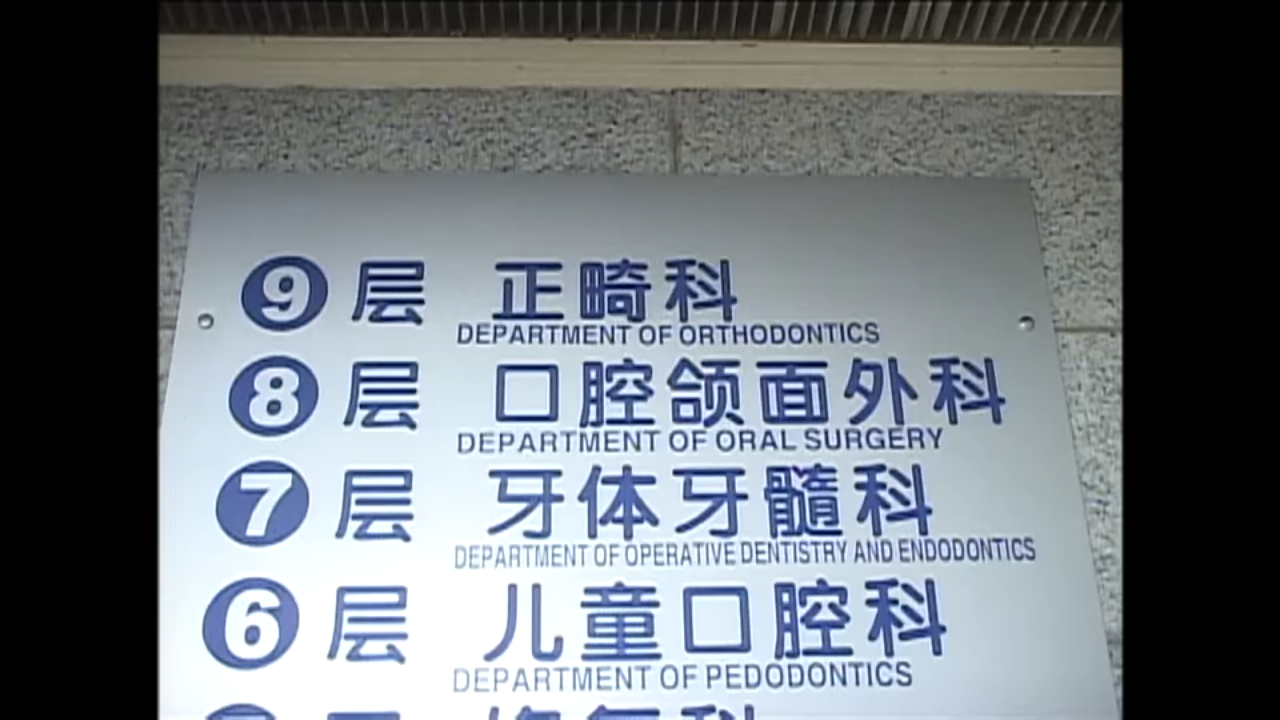 9 层 正畸科
DEPARTMENT OF ORTHODONTICS
8 层 口腔颌面外科
DEPARTMENT OF ORAL SURGERY
7 层 牙体牙髓科
DEPARTMENT OF OPERATIVE DENTISTRY AND ENDODONTICS
6 层 儿童口腔科
DEPARTMENT OF PEDODONTICS